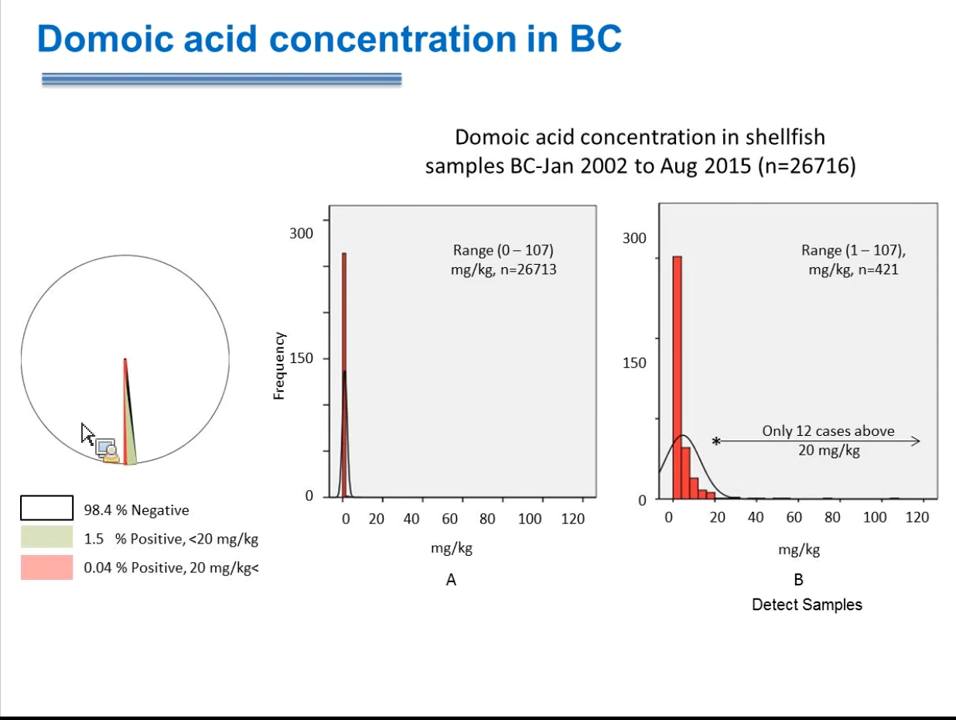 Domoic acid concentration in BC
Domoic acid concentration in shellfish
samples BC-Jan 2002 to Aug 2015 (n=26716)
98.4 % Negative
1.5 % Positive, <20 mg/kg
0.04 % Positive, 20 mg/kg<
Frequency
300
150
0
Range (0 – 107)
mg/kg, n=26713
0 20 40 60 80 100 120
mg/kg
A
300
150
0
Range (1 – 107),
mg/kg, n=421
*
Only 12 cases above
20 mg/kg
0 20 40 60 80 100 120
mg/kg
B
Detect Samples